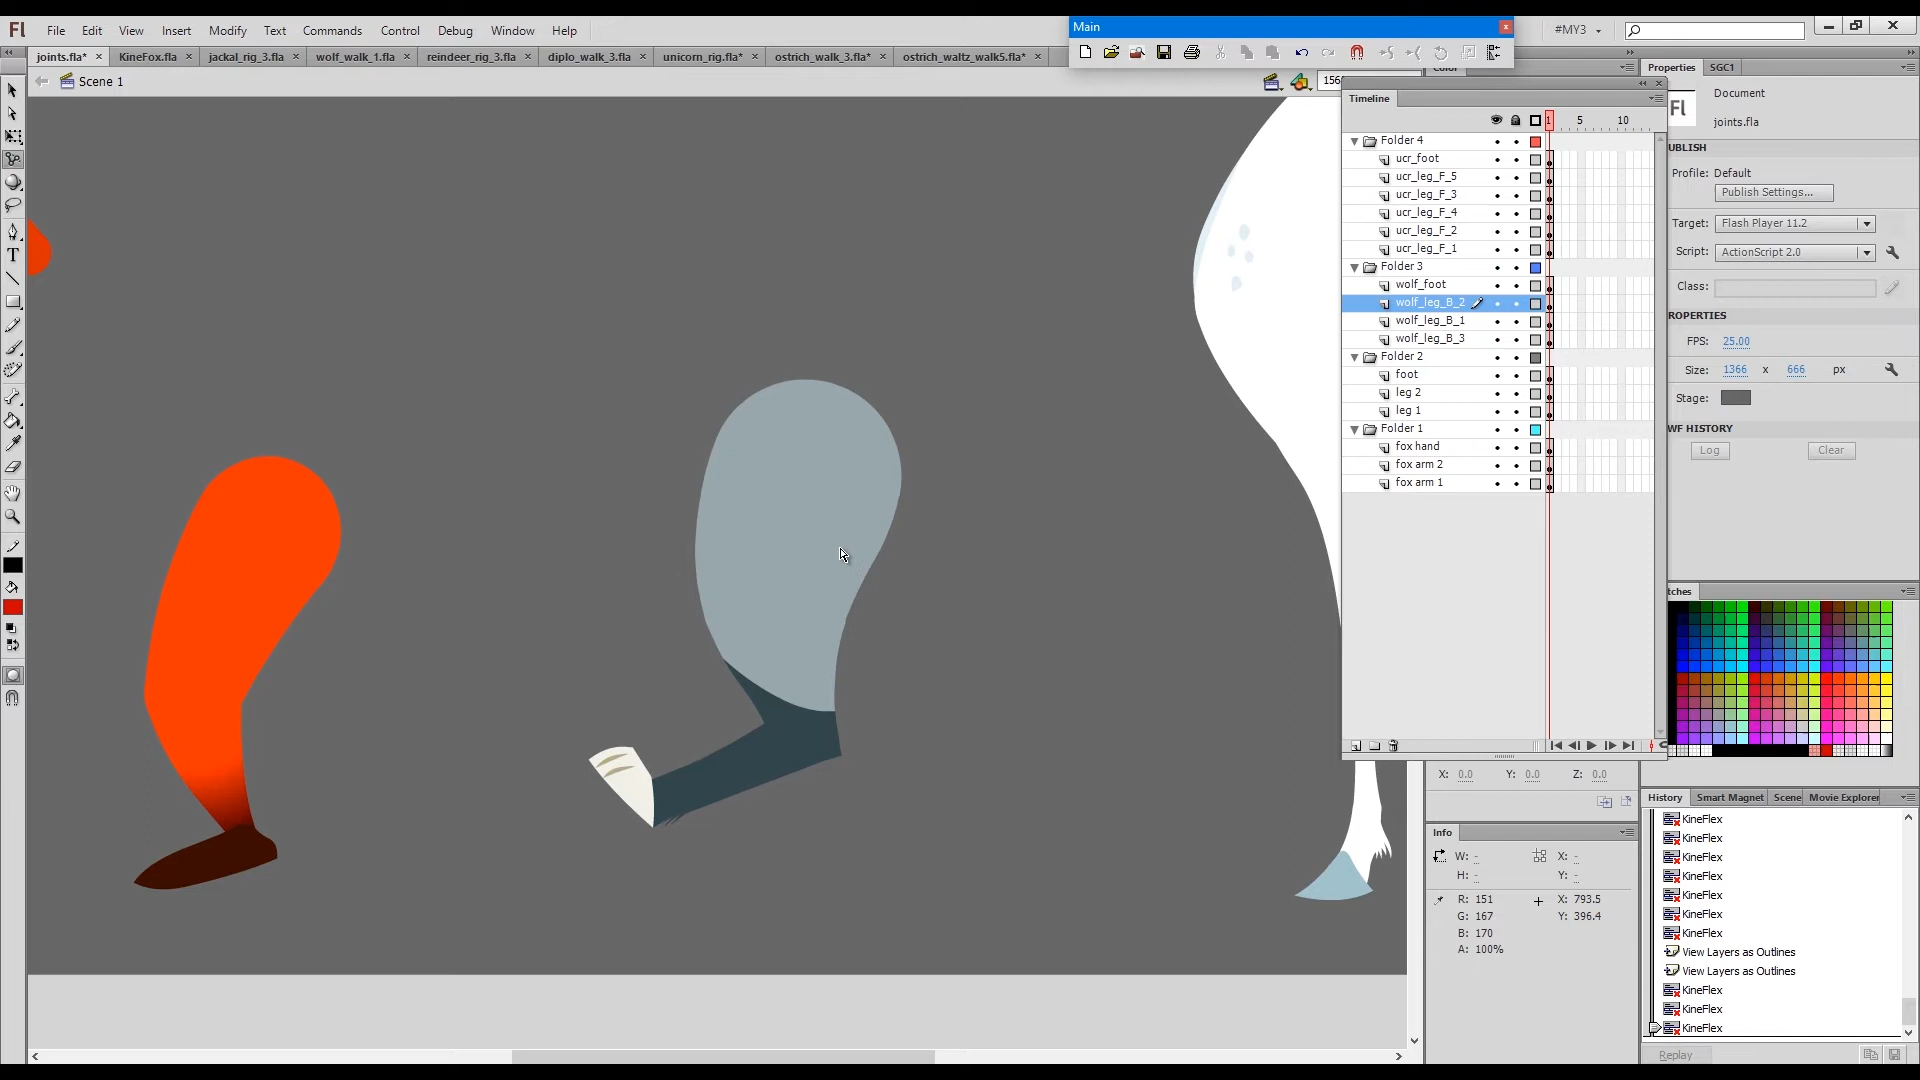 Main
Fl File Edit View Insert Modify Text Commands Control Debug Window Help #MY3
joints.fla* × KineFox.fla × jackal_rig_3.fla × wolf_walk_1.fla × reindeer_rig_3.fla × diplo_walk_3.fla × unicorn_rig.fla* × ostrich_walk_3.fla* × ostrich_waltz_walk5.fla* ×
Scene 1
Color
Timeline
1 5 10
Folder 4
ucr_foot
ucr_leg_F_5
ucr_leg_F_3
ucr_leg_F_4
ucr_leg_F_2
ucr_leg_F_1
Folder 3
wolf_foot
wolf_leg_B_2
wolf_leg_B_1
wolf_leg_B_3
Folder 2
foot
leg 2
leg 1
Folder 1
fox hand
fox arm 2
fox arm 1
Properties SGC1
Fl Document
joints.fla
UBLISH
Profile: Default
Publish Settings...
Target: Flash Player 11.2
Script: ActionScript 2.0
Class:
ROPERTIES
FPS: 25.00
Size: 1366 x 666 px
Stage:
WF HISTORY
Log Clear
tches
X: 0.0 Y: 0.0 Z: 0.0
Info
W: - X: -
H: - Y: -
R: 151 X: 793.5
G: 167 Y: 396.4
B: 170
A: 100%
History Smart Magnet Scene Movie Explorer
KineFlex
KineFlex
KineFlex
KineFlex
KineFlex
KineFlex
KineFlex
View Layers as Outlines
View Layers as Outlines
KineFlex
KineFlex
KineFlex
Replay